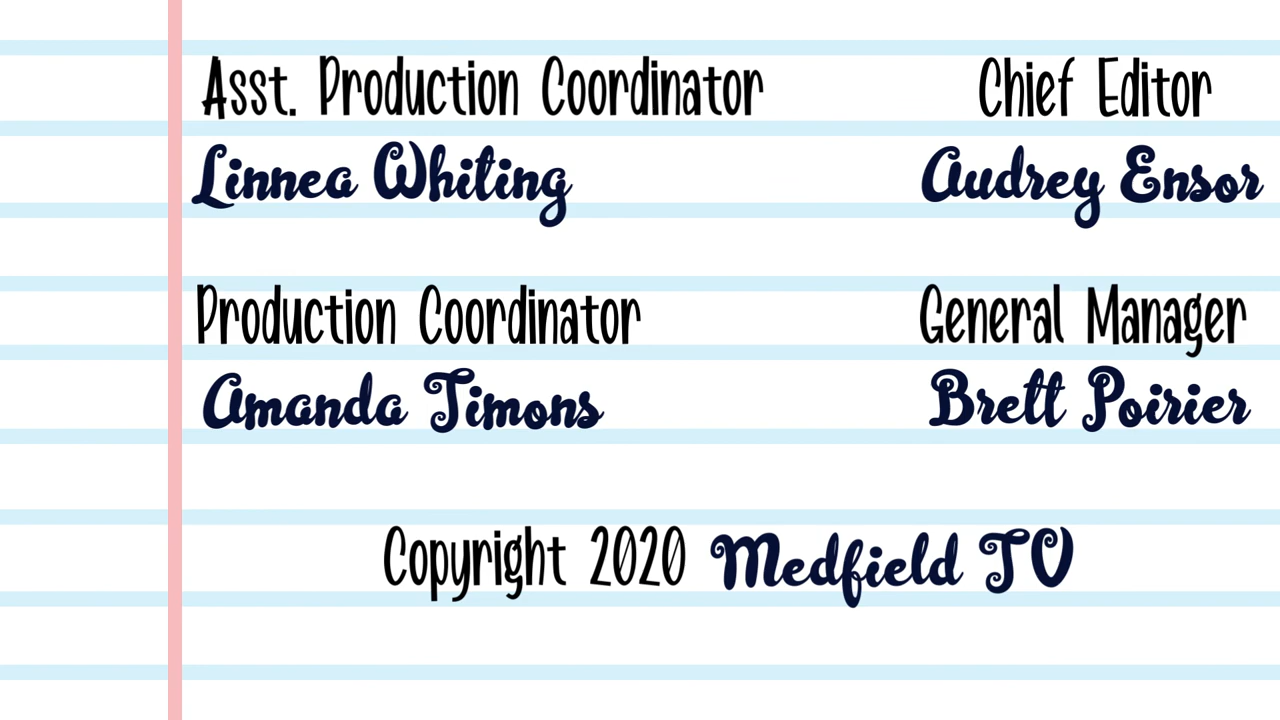 Asst. Production Coordinator
Linnea Whiting
Chief Editor
Audrey Ensor
Production Coordinator
Amanda Timons
General Manager
Brett Poirier
Copyright 2020 Medfield TV